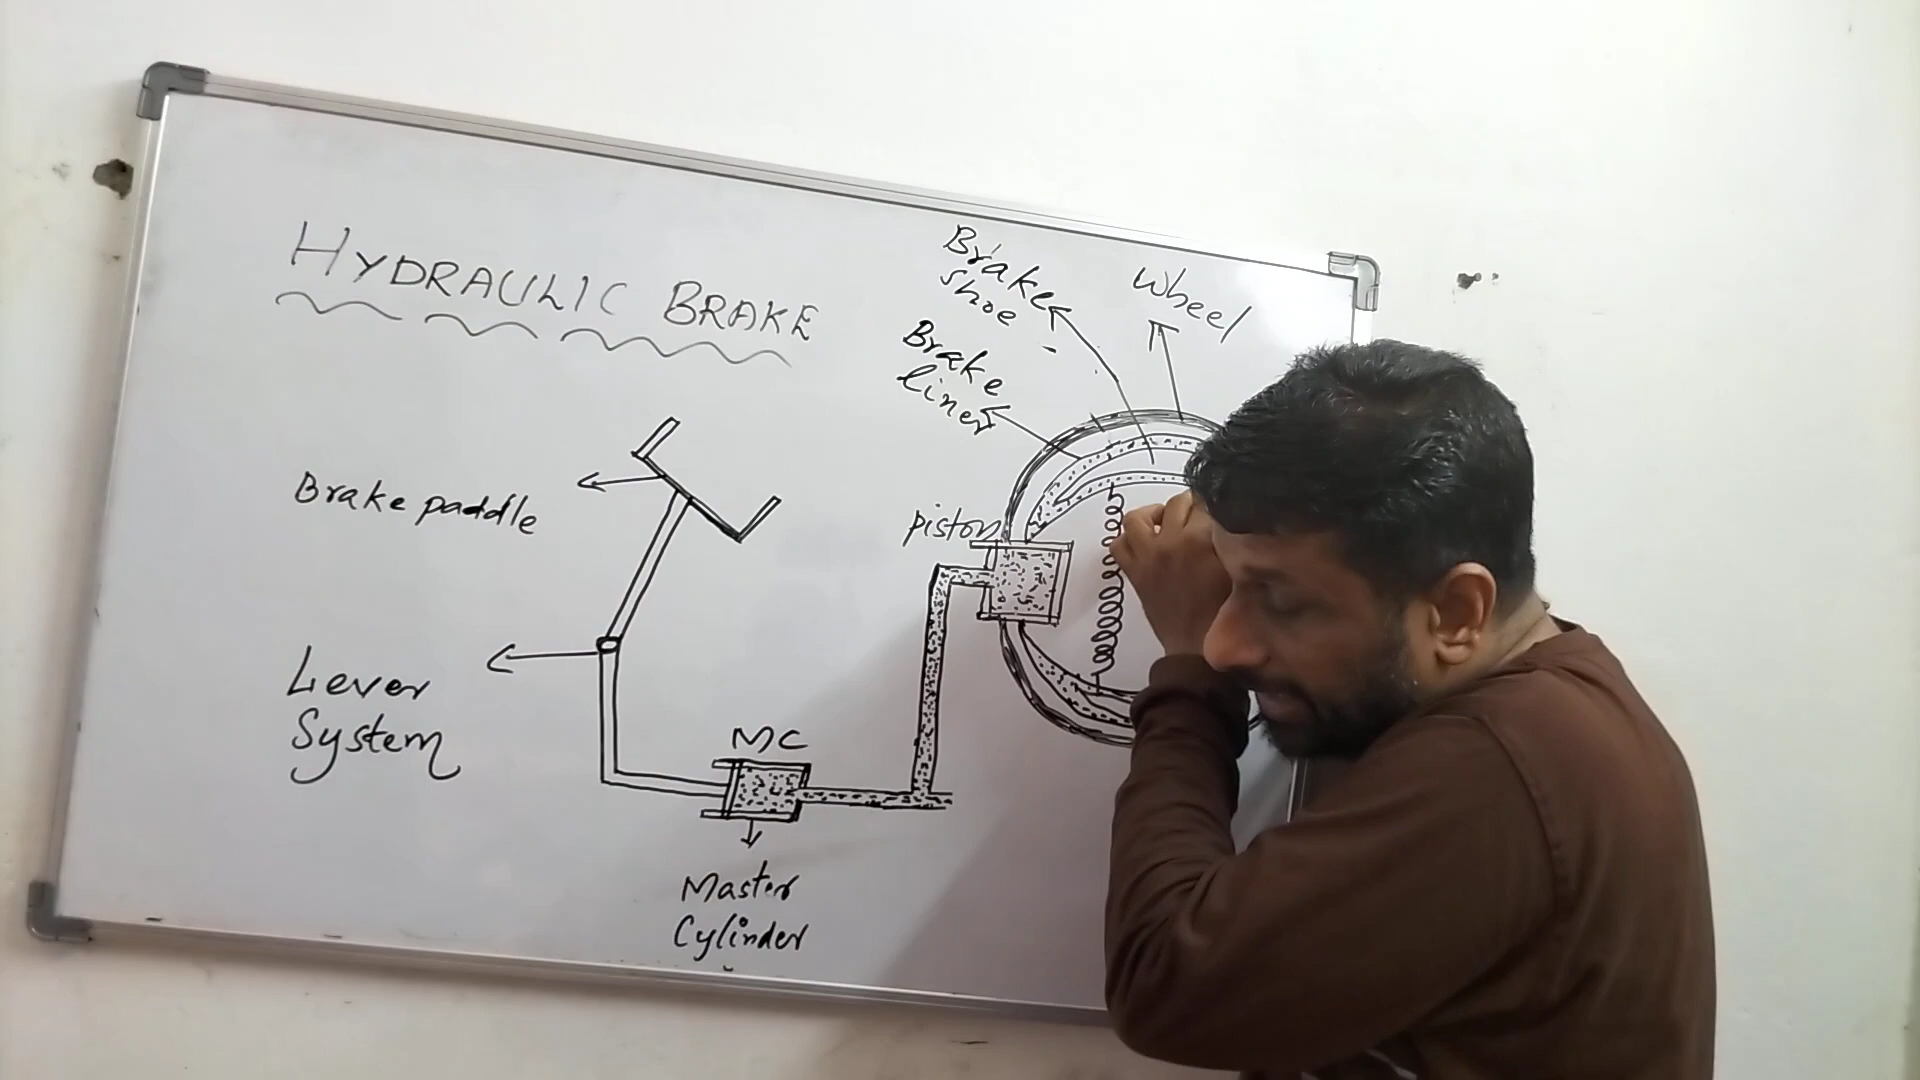 HYDRAULIC BRAKE
Brake
shoe
Wheel
Brake
liner
Brake paddle
piston
Lever
System
MC
Master
Cylinder